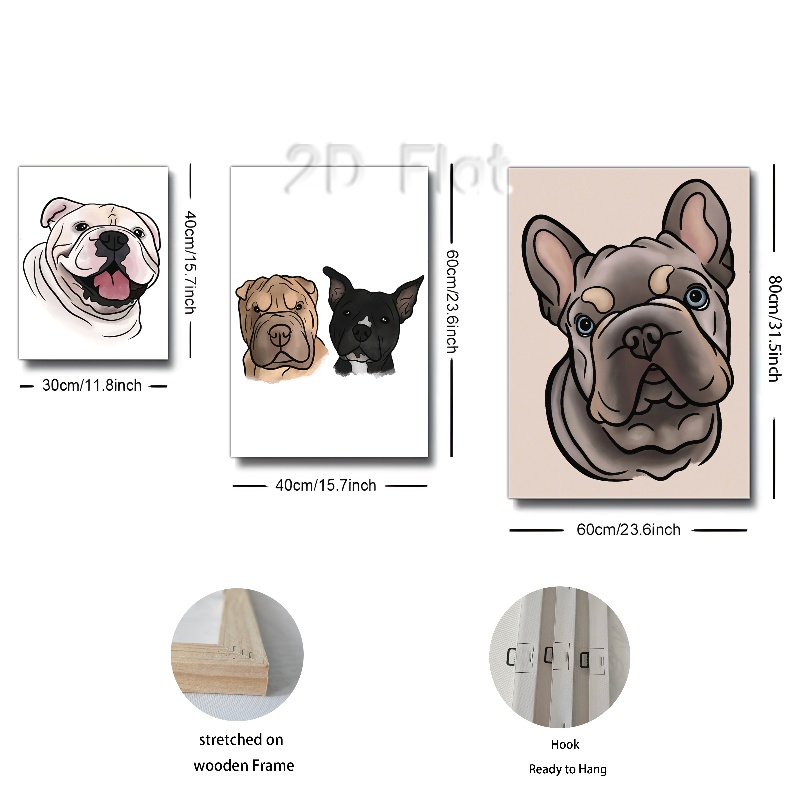 2D Flat
40cm/15.7inch
30cm/11.8inch
60cm/23.6inch
40cm/15.7inch
80cm/31.5inch
60cm/23.6inch
stretched on
wooden Frame
Hook
Ready to Hang